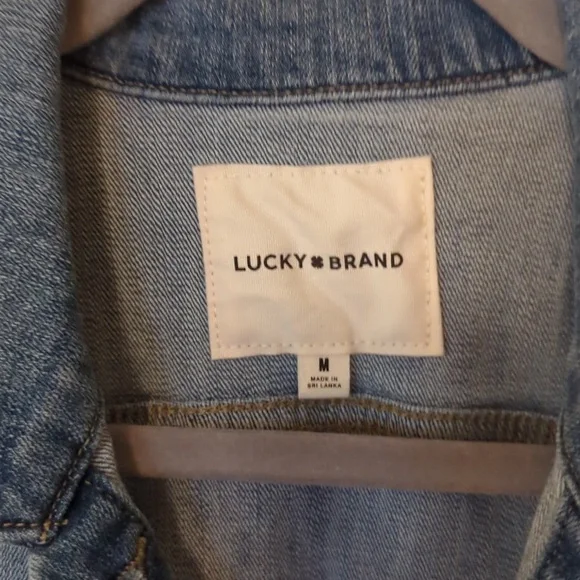 LUCKY BRAND
M
MADE IN
SRI LANKA